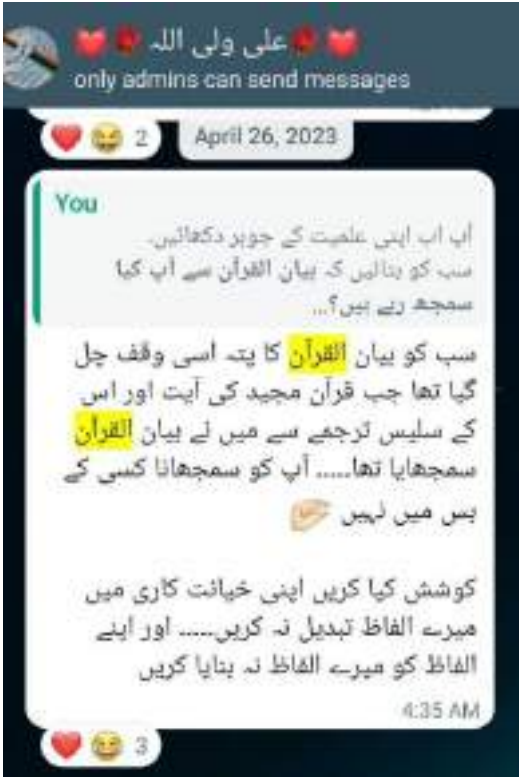 علی ولی اللہ
only admins can send messages
2
April 26, 2023
You
آپ اب اپنی علمیت کے جوہر دکھائیں۔
سب کو بتائیں کہ بیان القرآن سے آپ کیا
سمجھ رہے ہیں؟...
سب کو بیان القرآن کا پتہ اسی وقف چل
گیا تھا جب قرآن مجید کی آیت اور اس
کے سلیس ترجمے سے میں نے بیان القرآن
سمجھایا تھا..... آپ کو سمجھانا کسی کے
بس میں نہیں
کوشش کیا کریں اپنی خیانت کاری میں
میرے الفاظ تبدیل نہ کریں..... اور اپنے
الفاظ کو میرے الفاظ نہ بنایا کریں
4:35 AM
3